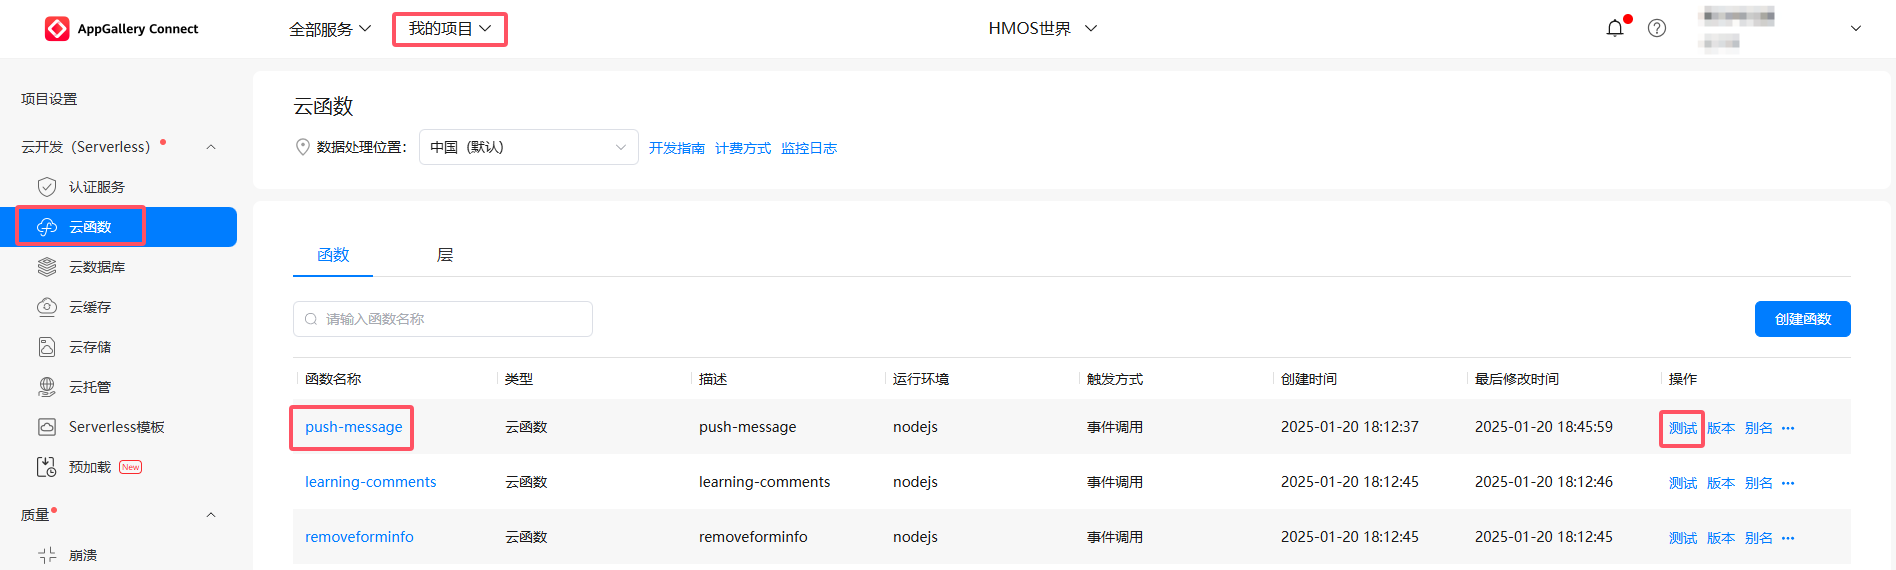 AppGallery Connect 全部服务 我的项目 HMOS世界
项目设置
云开发（Serverless）
认证服务
云函数
云数据库
云缓存
云存储
云托管
Serverless模板
预加载 New
质量
崩溃
云函数
数据处理位置： 中国（默认） 开发指南 计费方式 监控日志
函数 层
请输入函数名称 创建函数
函数名称 类型 描述 运行环境 触发方式 创建时间 最后修改时间 操作
push-message 云函数 push-message nodejs 事件调用 2025-01-20 18:12:37 2025-01-20 18:45:59 测试 版本 别名 •••
learning-comments 云函数 learning-comments nodejs 事件调用 2025-01-20 18:12:45 2025-01-20 18:12:46 测试 版本 别名 •••
removeforminfo 云函数 removeforminfo nodejs 事件调用 2025-01-20 18:12:45 2025-01-20 18:12:45 测试 版本 别名 •••